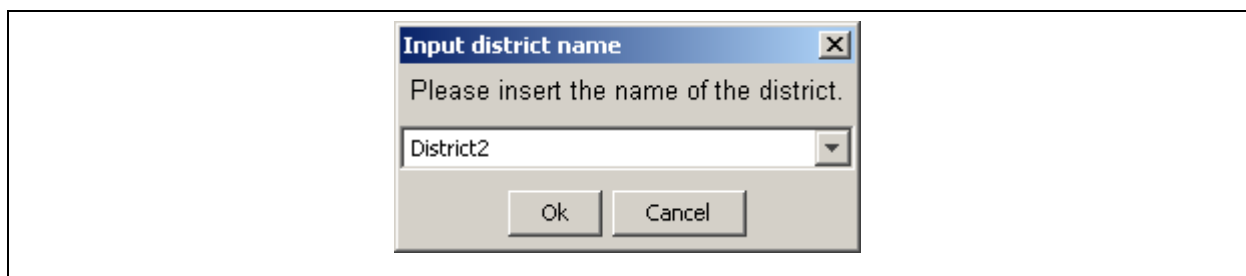 Input district name
Please insert the name of the district.
District2
Ok Cancel